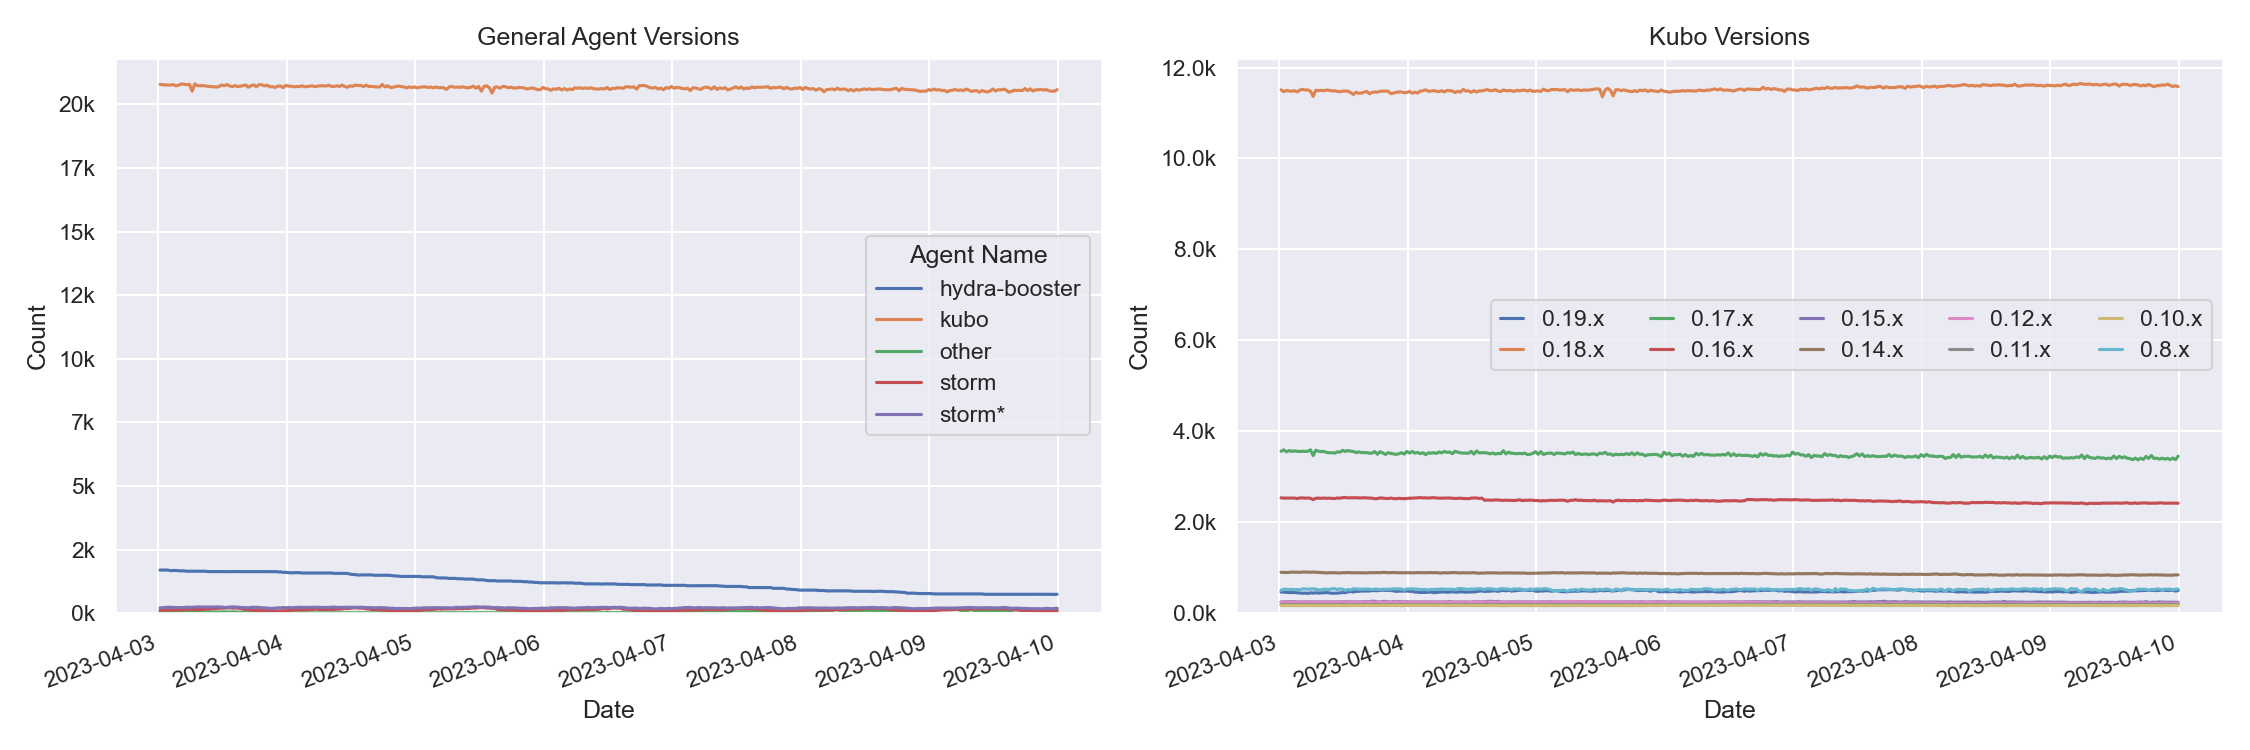 General Agent Versions
20k
17k
15k
12k
10k
7k
5k
2k
0k
Count
Agent Name
hydra-booster
kubo
other
storm
storm*
2023-04-03
2023-04-04
2023-04-05
2023-04-06
2023-04-07
2023-04-08
2023-04-09
2023-04-10
Date
Kubo Versions
12.0k
10.0k
8.0k
6.0k
4.0k
2.0k
0.0k
Count
0.19.x 0.17.x 0.15.x 0.12.x 0.10.x
0.18.x 0.16.x 0.14.x 0.11.x 0.8.x
2023-04-03
2023-04-04
2023-04-05
2023-04-06
2023-04-07
2023-04-08
2023-04-09
2023-04-10
Date